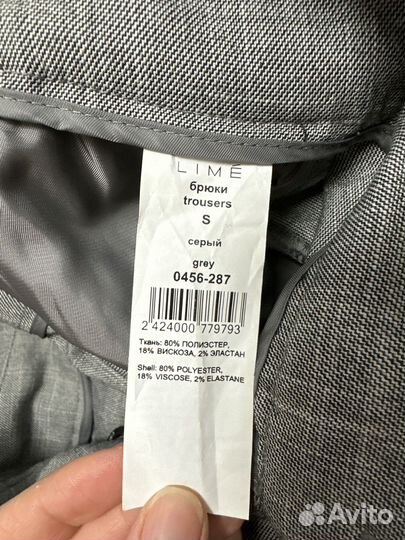 LIMÉ
брюки
trousers
S
серый
grey
0456-287
2 424000 779793
Ткань: 80% ПОЛИЭСТЕР,
18% ВИСКОЗА, 2% ЭЛАСТАН
Shell: 80% POLYESTER,
18% VISCOSE, 2% ELASTANE
Avito